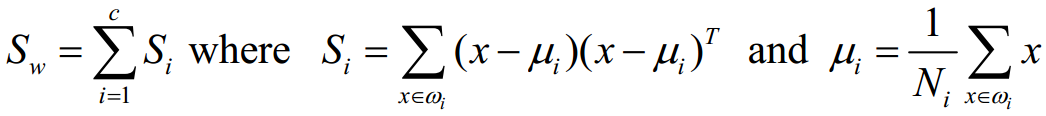 $S_w = \sum_{i=1}^{c} S_i$ where $S_i = \sum_{x \in \omega_i} (x - \mu_i)(x - \mu_i)^T$ and $\mu_i = \frac{1}{N_i} \sum_{x \in \omega_i} x$